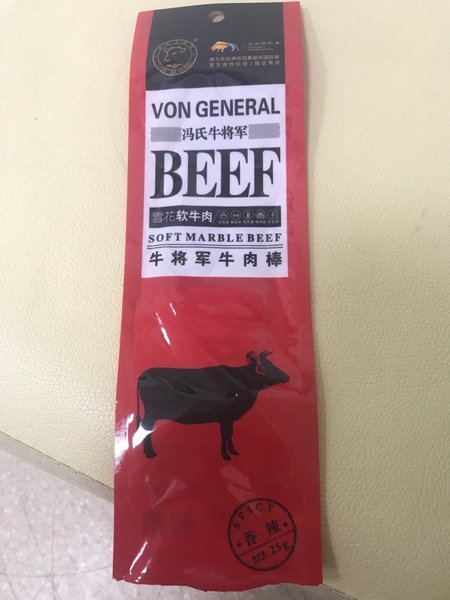 VON GENERAL
冯氏牛将军
BEEF
雪花软牛肉
SOFT MARBLE BEEF
牛将军牛肉棒
SPICY
香辣
25g